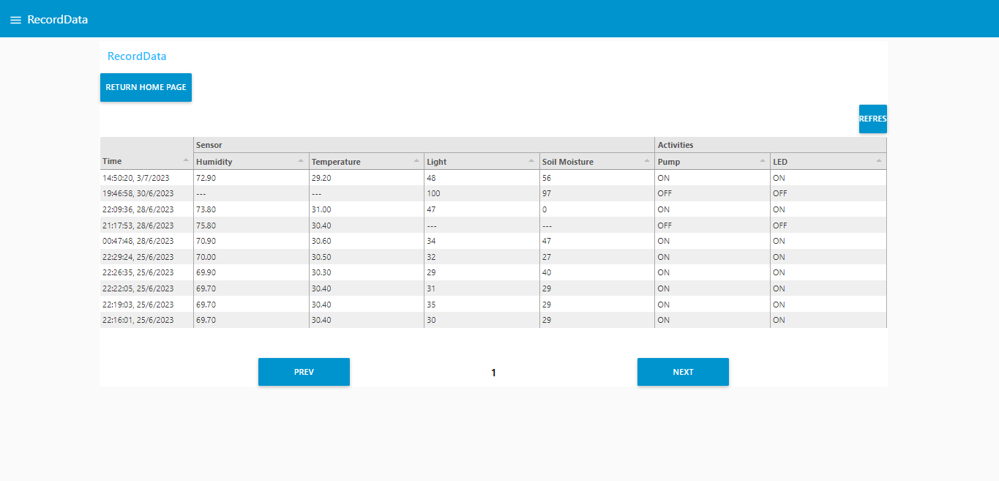 RecordData
RecordData
RETURN HOME PAGE
REFRES
Sensor Activities
Time Humidity Temperature Light Soil Moisture Pump LED
14:50:20, 3/7/2023 72.90 29.20 48 56 ON ON
19:46:58, 30/6/2023 --- --- 100 97 OFF OFF
22:09:36, 28/6/2023 73.80 31.00 47 0 ON ON
21:17:53, 28/6/2023 75.80 30.40 --- --- OFF OFF
00:47:48, 28/6/2023 70.90 30.60 34 47 ON ON
22:29:24, 25/6/2023 70.00 30.50 32 27 ON ON
22:26:35, 25/6/2023 69.90 30.30 29 40 ON ON
22:22:05, 25/6/2023 69.70 30.40 31 29 ON ON
22:19:03, 25/6/2023 69.70 30.40 35 29 ON ON
22:16:01, 25/6/2023 69.70 30.40 30 29 ON ON
PREV 1 NEXT